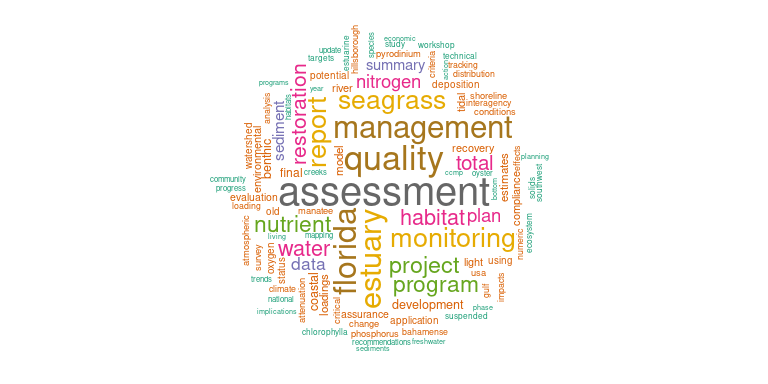 economic
species
study
workshop
update
estuarine
hillsborough
pyrodinium
technical
targets
criteria
action
tracking
summary
distribution
potential
nitrogen
deposition
programs
year
river
seagrass
tidal
shoreline
interagency
conditions
habitats
analysis
restoration
report
management
sediment
watershed
environmental
benthic
model
quality
recovery
total
estimates
effects
planning
final
creeks
ccmp
oyster
community
progress
assessment
bottom
compliance
solids
southwest
evaluation
loading
old
manatee
florida
estuary
habitat
plan
nutrient
living
mapping
monitoring
numeric
ecosystem
atmospheric
survey
oxygen
water
status
data
project
light
using
trends
climate
coastal
loadings
program
usa
gulf
impacts
national
attenuation
critical
development
phase
implications
assurance
application
suspended
change
chlorophylla
phosphorus
bahamense
recommendations
freshwater
sediments